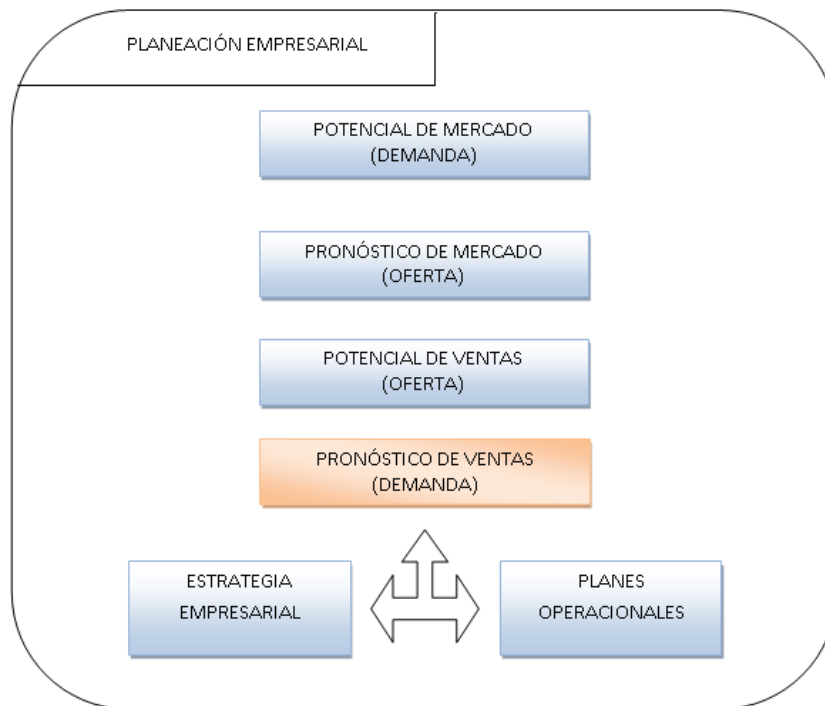 PLANEACIÓN EMPRESARIAL
POTENCIAL DE MERCADO
(DEMANDA)
PRONÓSTICO DE MERCADO
(OFERTA)
POTENCIAL DE VENTAS
(OFERTA)
PRONÓSTICO DE VENTAS
(DEMANDA)
ESTRATEGIA
EMPRESARIAL
PLANES
OPERACIONALES